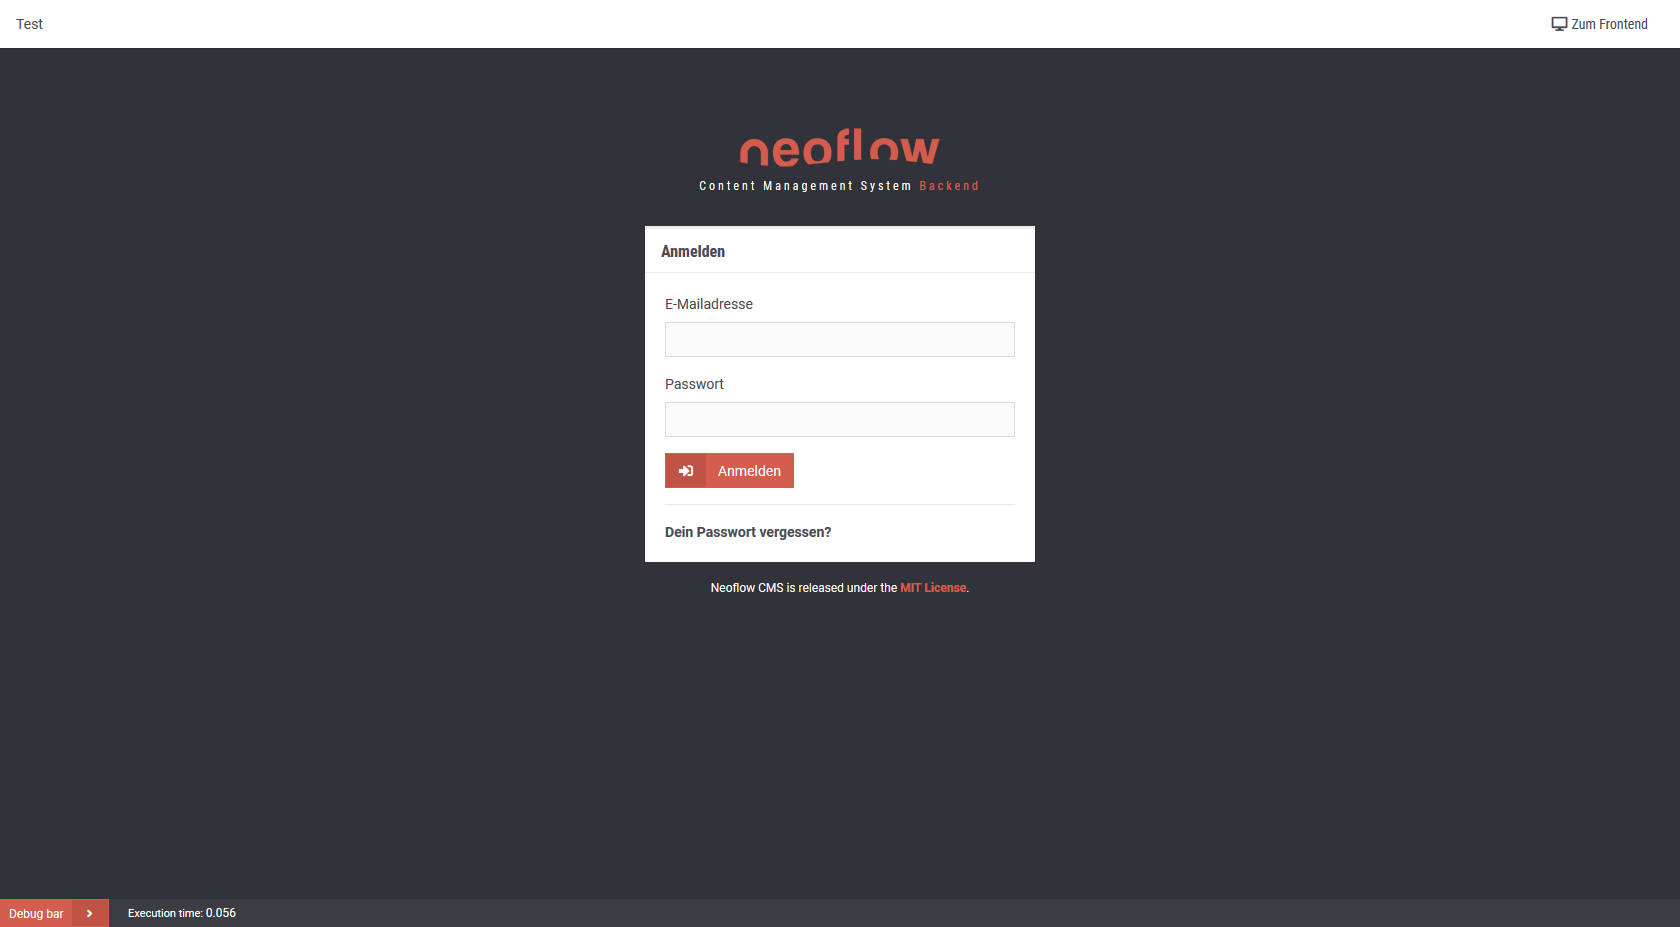 Test
Zum Frontend
neoflow
Content Management System Backend
Anmelden
E-Mailadresse
Passwort
Anmelden
Dein Passwort vergessen?
Neoflow CMS is released under the MIT License.
Debug bar
Execution time: 0.056